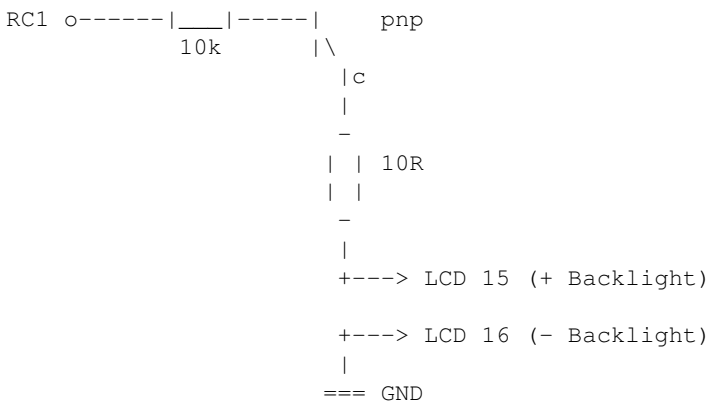 RC1 o------|___|-----|     pnp
10k       |\
|c
|
-
| | 10R
| |
-
|
+---> LCD 15 (+ Backlight)
+---> LCD 16 (- Backlight)
|
=== GND